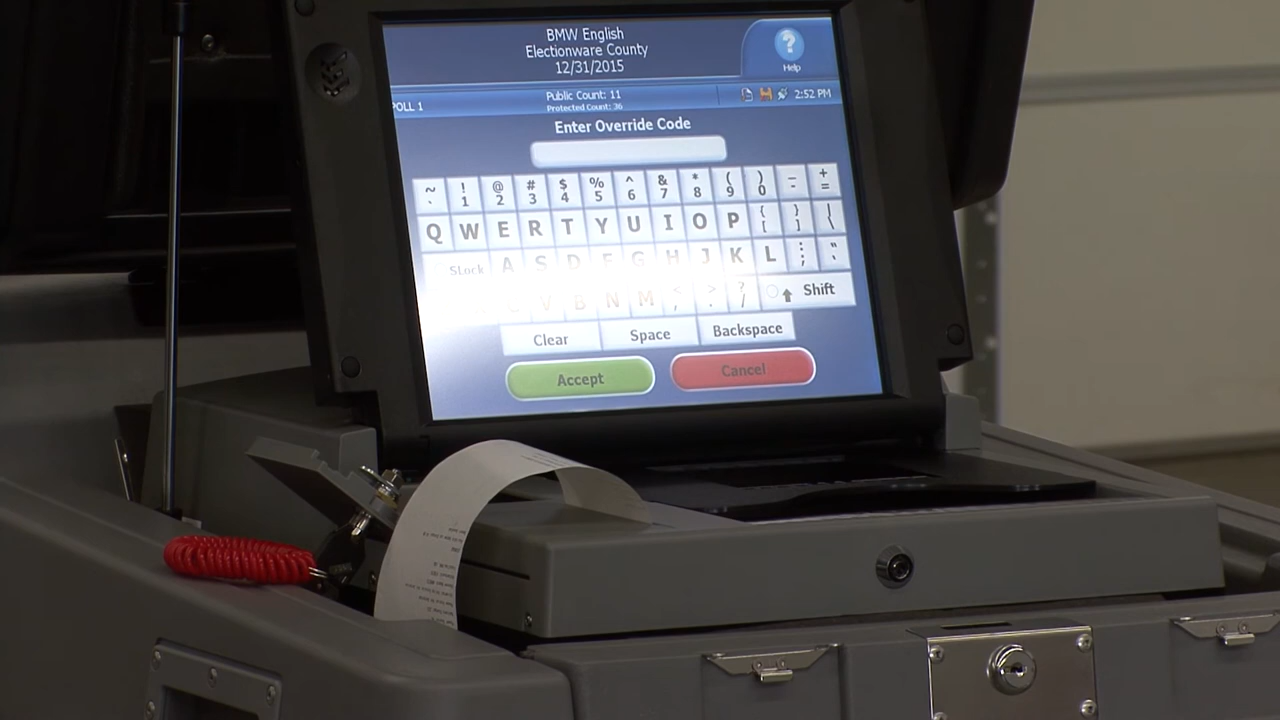 BMW English
Electionware County
12/31/2015
Help
POLL 1
Public Count: 11
Protected Count: 36
2:52 PM
Enter Override Code
~ ! @ # $ % ^ & * ( ) _ +
` 1 2 3 4 5 6 7 8 9 0 - =
Q W E R T Y U I O P { [ } ] | \
SLock A S D F G H J K L : ; " '
V B N M < , > . ? / Shift
Clear Space Backspace
Accept Cancel